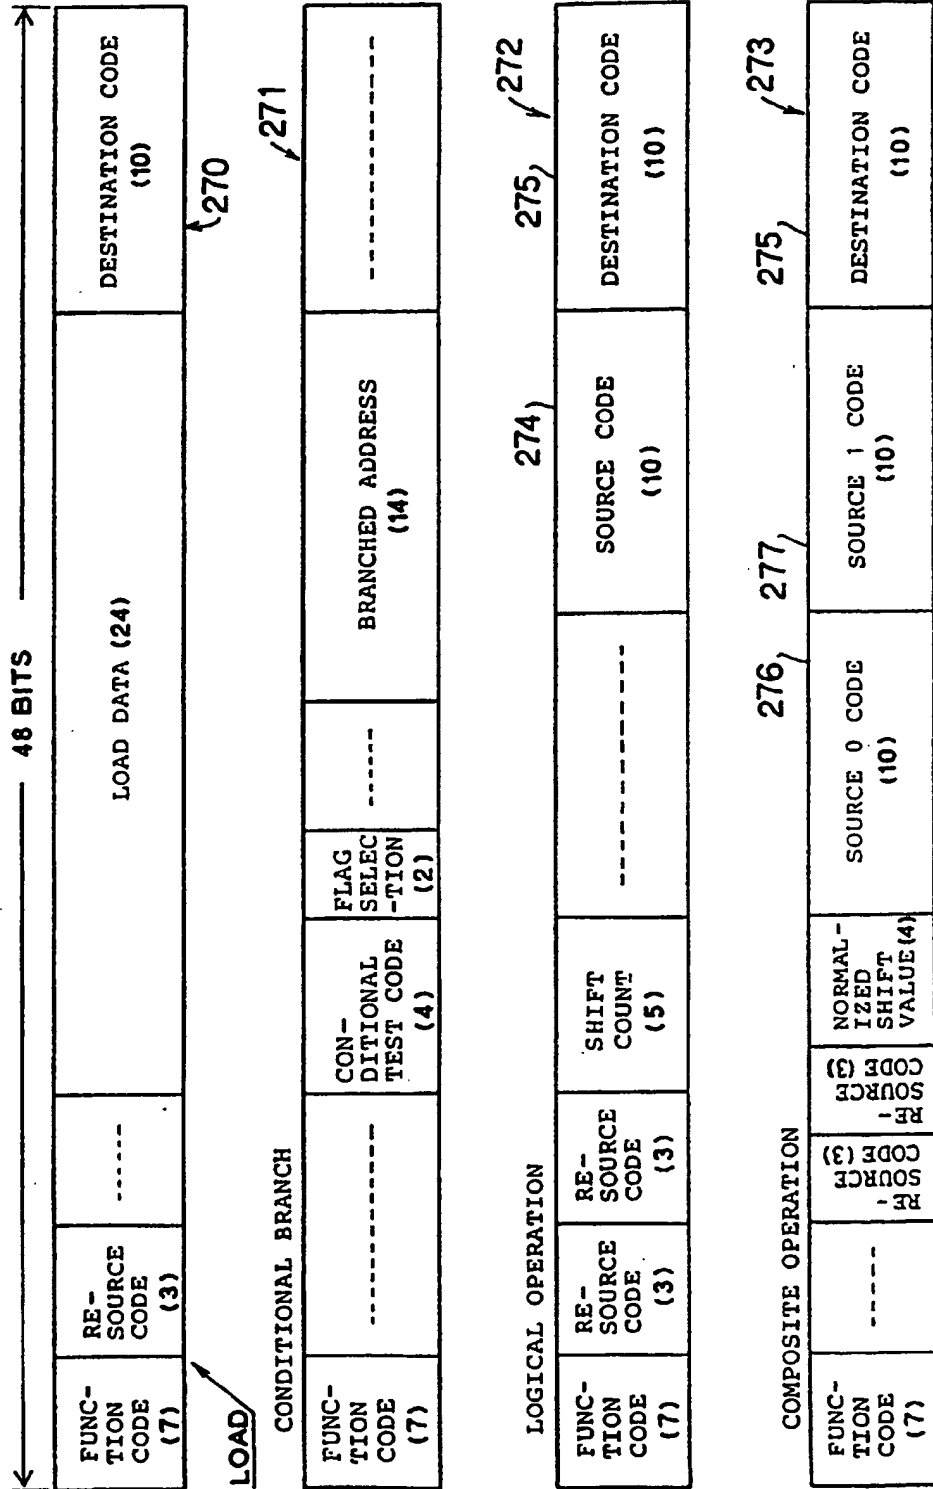 48 BITS
FUNC-
TION
CODE
(7)
RE-
SOURCE
CODE
(3)
------
LOAD DATA (24)
DESTINATION CODE
(10)
LOAD
270
CONDITIONAL BRANCH
271
FUNC-
TION
CODE
(7)
------------
CON-
DITIONAL
TEST CODE
(4)
FLAG
SELEC
-TION
(2)
-----
BRANCHED ADDRESS
(14)
------------
LOGICAL OPERATION
274
275
272
FUNC-
TION
CODE
(7)
RE-
SOURCE
CODE
(3)
RE-
SOURCE
CODE
(3)
SHIFT
COUNT
(5)
------------
SOURCE CODE
(10)
DESTINATION CODE
(10)
COMPOSITE OPERATION
276
277
275
273
FUNC-
TION
CODE
(7)
-----
RE-
SOURCE
CODE (3)
RE-
SOURCE
CODE (3)
NORMAL-
IZED
SHIFT
VALUE(4)
SOURCE 0 CODE
(10)
SOURCE 1 CODE
(10)
DESTINATION CODE
(10)